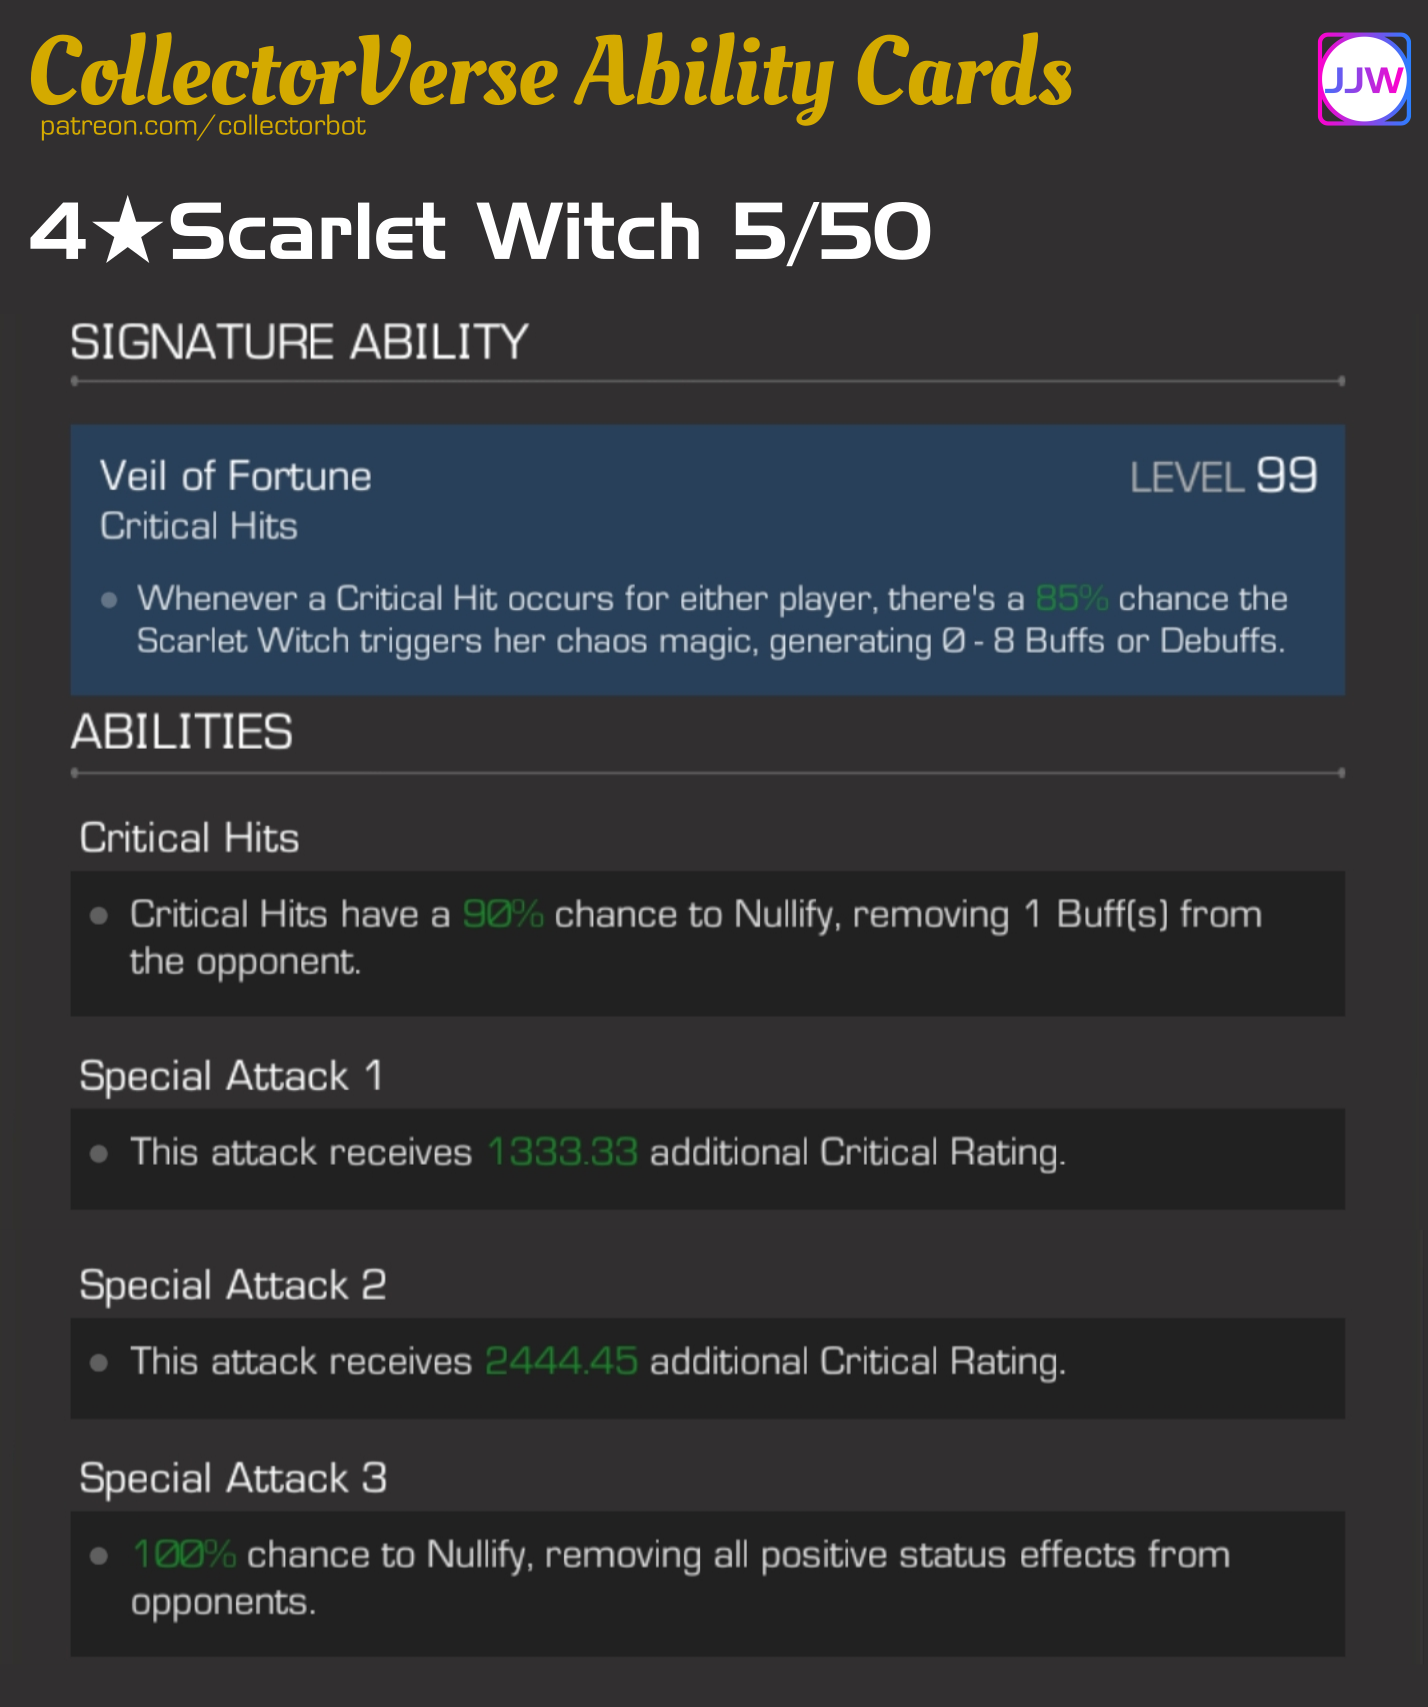 CollectorVerse Ability Cards
JJW
patreon.com/collectorbot
4★Scarlet Witch 5/50
SIGNATURE ABILITY
Veil of Fortune
LEVEL 99
Critical Hits
• Whenever a Critical Hit occurs for either player, there's a 85% chance the
Scarlet Witch triggers her chaos magic, generating 0 - 8 Buffs or Debuffs.
ABILITIES
Critical Hits
• Critical Hits have a 90% chance to Nullify, removing 1 Buff(s) from
the opponent.
Special Attack 1
• This attack receives 1333.33 additional Critical Rating.
Special Attack 2
• This attack receives 2444.45 additional Critical Rating.
Special Attack 3
• 100% chance to Nullify, removing all positive status effects from
opponents.